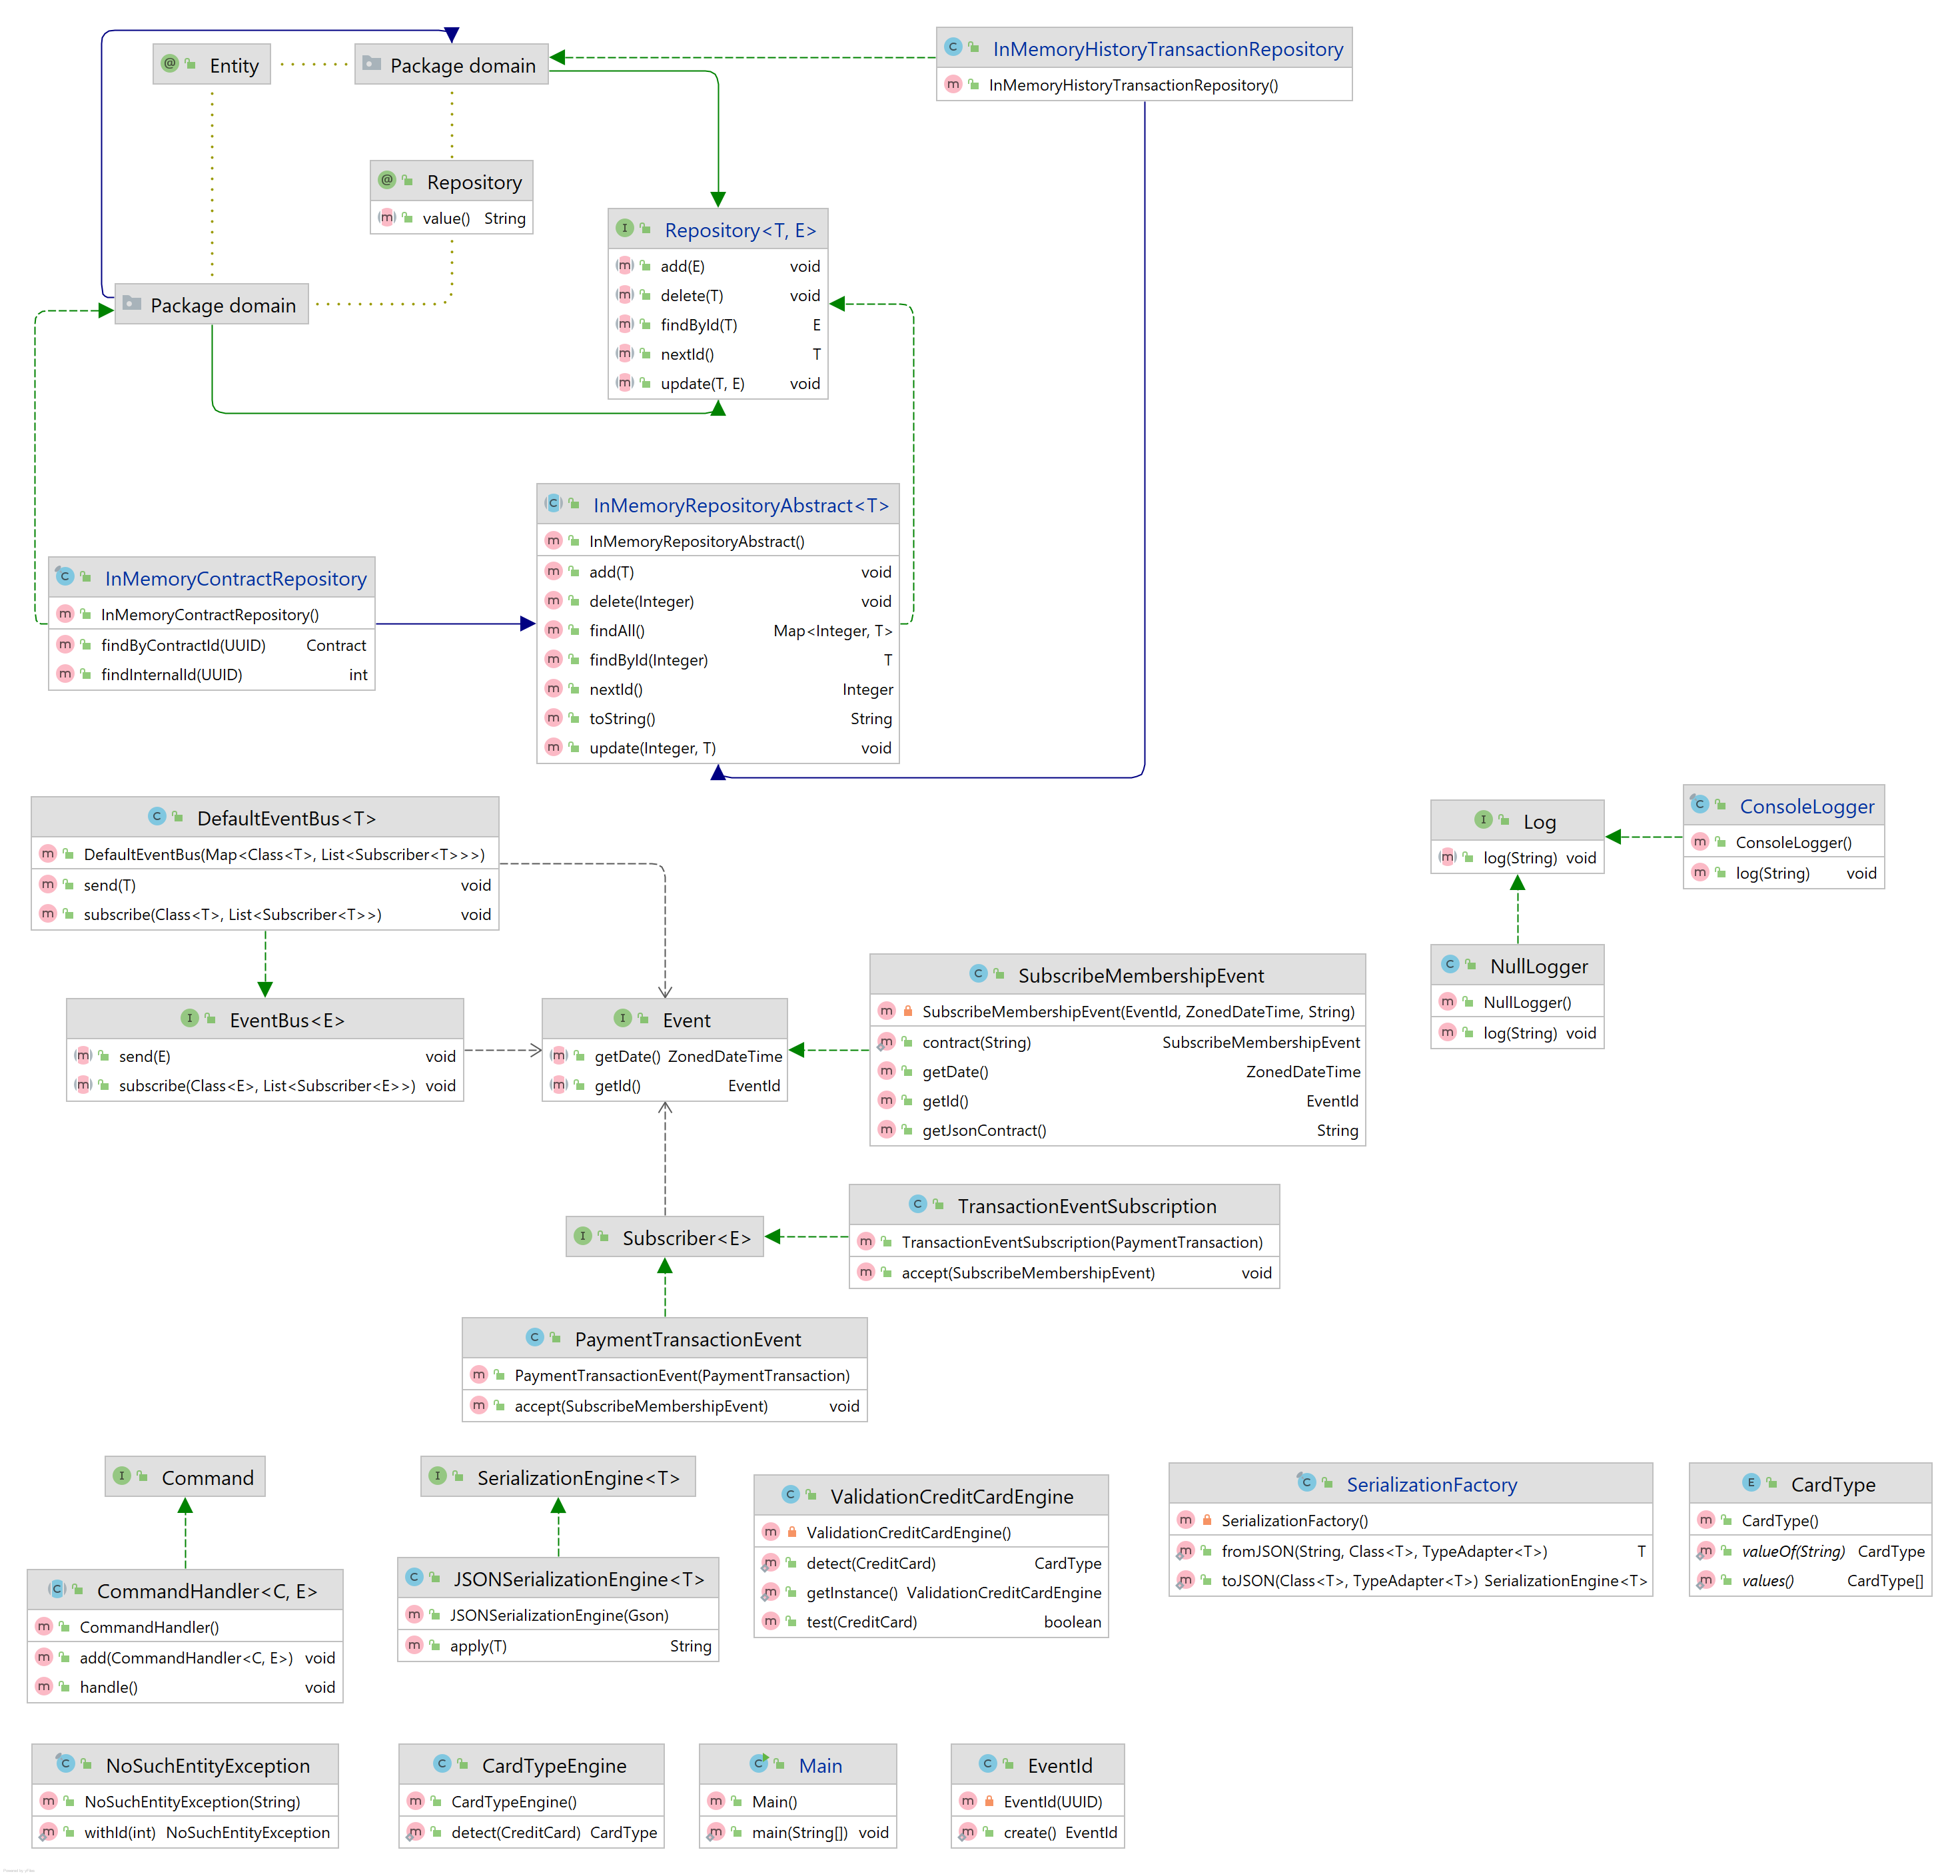 Entity
Package domain
InMemoryHistoryTransactionRepository
InMemoryHistoryTransactionRepository()
Repository
value() String
Repository<T, E>
add(E) void
delete(T) void
findById(T) E
nextId() T
update(T, E) void
Package domain
InMemoryRepositoryAbstract<T>
InMemoryRepositoryAbstract()
add(T) void
delete(Integer) void
findAll() Map<Integer, T>
findById(Integer) T
nextId() Integer
toString() String
update(Integer, T) void
InMemoryContractRepository
InMemoryContractRepository()
findByContractId(UUID) Contract
findInternalId(UUID) int
DefaultEventBus<T>
DefaultEventBus(Map<Class<T>, List<Subscriber<T>>>)
send(T) void
subscribe(Class<T>, List<Subscriber<T>>) void
Log
log(String) void
ConsoleLogger
ConsoleLogger()
log(String) void
NullLogger
NullLogger()
log(String) void
EventBus<E>
send(E) void
subscribe(Class<E>, List<Subscriber<E>>) void
Event
getDate() ZonedDateTime
getId() EventId
SubscribeMembershipEvent
SubscribeMembershipEvent(EventId, ZonedDateTime, String)
contract(String) SubscribeMembershipEvent
getDate() ZonedDateTime
getId() EventId
getJsonContract() String
Subscriber<E>
TransactionEventSubscription
TransactionEventSubscription(PaymentTransaction)
accept(SubscribeMembershipEvent) void
PaymentTransactionEvent
PaymentTransactionEvent(PaymentTransaction)
accept(SubscribeMembershipEvent) void
Command
CommandHandler<C, E>
CommandHandler()
add(CommandHandler<C, E>) void
handle() void
SerializationEngine<T>
JSONSerializationEngine<T>
JSONSerializationEngine(Gson)
apply(T) String
ValidationCreditCardEngine
ValidationCreditCardEngine()
detect(CreditCard) CardType
getInstance() ValidationCreditCardEngine
test(CreditCard) boolean
SerializationFactory
SerializationFactory()
fromJSON(String, Class<T>, TypeAdapter<T>) T
toJSON(Class<T>, TypeAdapter<T>) SerializationEngine<T>
CardType
CardType()
valueOf(String) CardType
values() CardType[]
NoSuchEntityException
NoSuchEntityException(String)
withId(int) NoSuchEntityException
CardTypeEngine
CardTypeEngine()
detect(CreditCard) CardType
Main
Main()
main(String[]) void
EventId
EventId(UUID)
create() EventId
Powered by yFiles